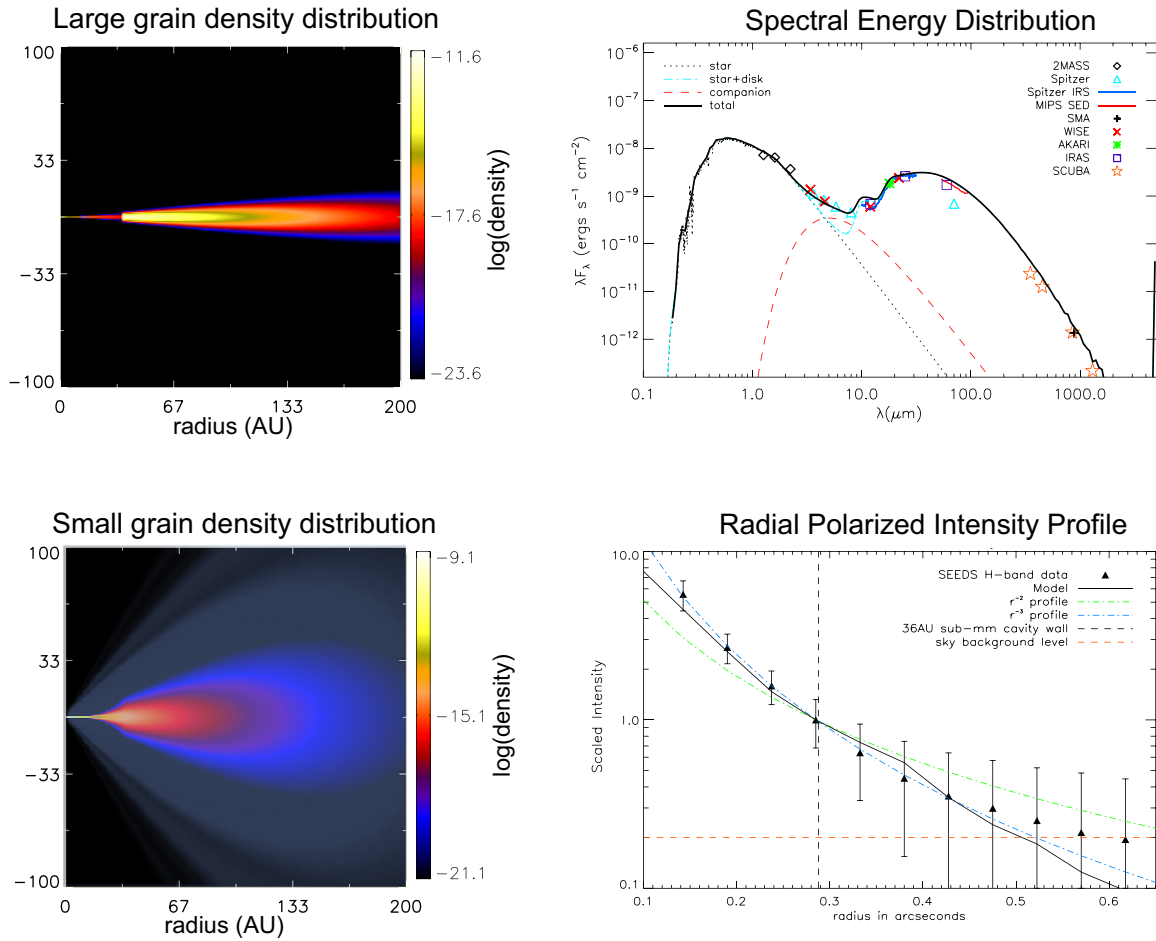 Large grain density distribution
100
33
−33
−100
0
67
133
200
radius (AU)
−11.6
−17.6
−23.6
log(density)
Spectral Energy Distribution
10⁻⁶
10⁻⁸
10⁻⁹
10⁻¹⁰
10⁻¹¹
10⁻¹²
λFλ (ergs s⁻¹ cm⁻²)
star
star+disk
companion
total
2MASS
Spitzer
Spitzer IRS
MIPS SED
SMA
WISE
AKARI
IRAS
SCUBA
0.1
1.0
10.0
100.0
1000.0
λ(μm)
Small grain density distribution
100
33
−33
−100
0
67
133
200
radius (AU)
−9.1
−15.1
−21.1
log(density)
Radial Polarized Intensity Profile
10.0
1.0
0.1
Scaled Intensity
SEEDS H−band data
Model
r⁻² profile
r⁻³ profile
36AU sub−mm cavity wall
sky background level
0.1
0.2
0.3
0.4
0.5
0.6
radius in arcseconds